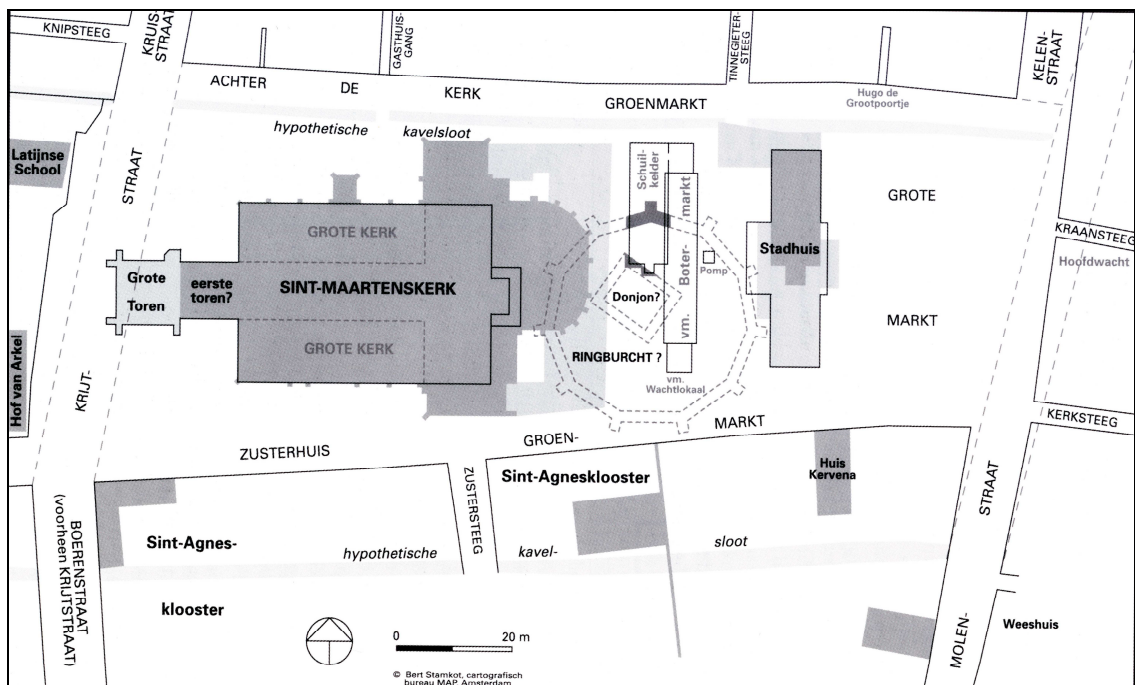 KNIPSTEEG
KRUIS-
STRAAT
GASTHUIS-
GANG
TINNEGIETER-
STEEG
KELEN-
STRAAT
ACHTER DE KERK
GROENMARKT
Hugo de
Grootpoortje
hypothetische kavelsloot
Latijnse
School
STRAAT
Schuil-
kelder
GROTE
KRAANSTEEG
Hoofdwacht
GROTE KERK
Boter-
markt
Stadhuis
Pomp
Grote
Toren
eerste
toren?
SINT-MAARTENSKERK
Donjon?
MARKT
GROTE KERK
vm.
RINGBURCHT ?
vm.
Wachtlokaal
Hof van Arkel
KRIJT-
KERKSTEEG
ZUSTERHUIS
GROEN-
MARKT
ZUSTERSTEEG
Sint-Agnesklooster
Huis
Kervena
STRAAT
BOERENSTRAAT
(voorheen KRIJTSTRAAT)
Sint-Agnes-
hypothetische kavel- sloot
klooster
0 20 m
MOLEN-
Weeshuis
© Bert Stamkot, cartografisch
bureau MAP, Amsterdam